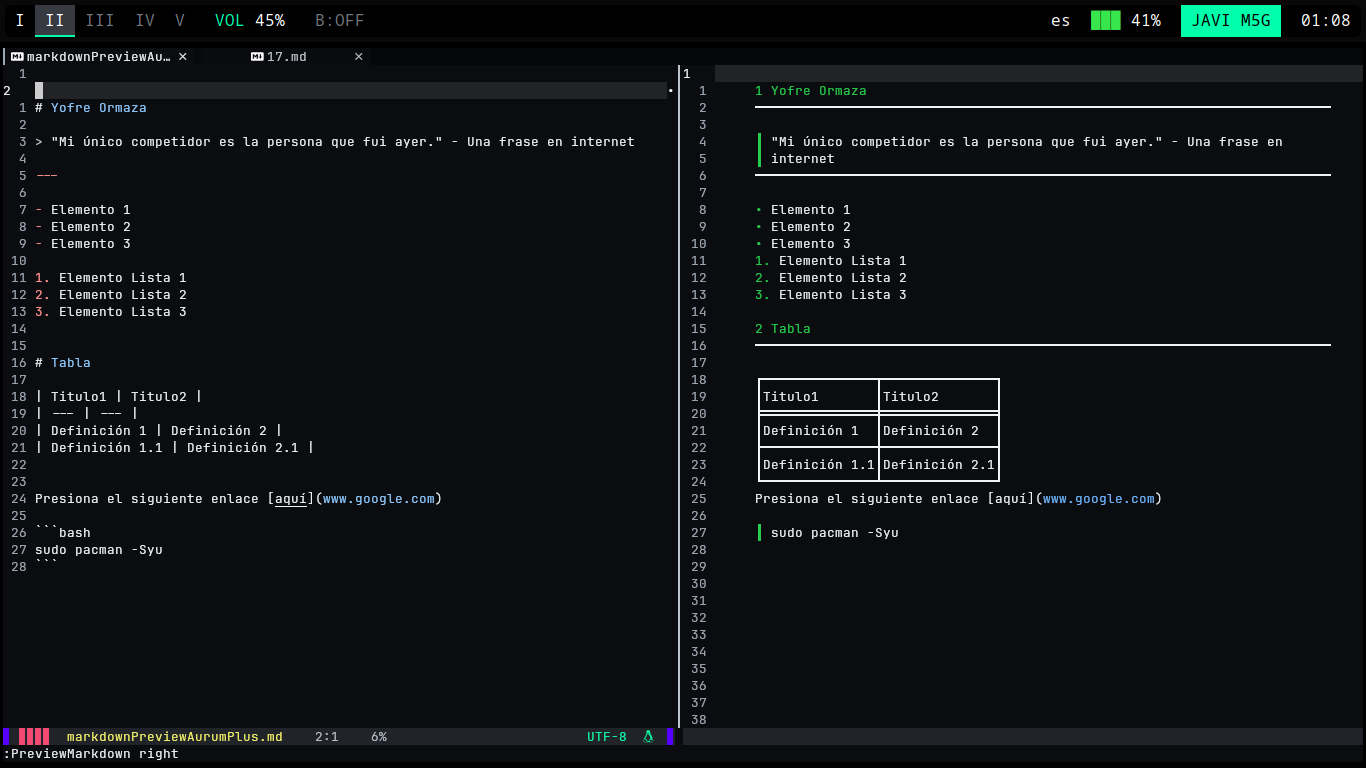 I II III IV V VOL 45% B:OFF es 41% JAVI M5G 01:08
markdownPreviewAu… × 17.md ×
1
2
1 # Yofre Ormaza
2
3 > "Mi único competidor es la persona que fui ayer." - Una frase en internet
4
5 ---
6
7 - Elemento 1
8 - Elemento 2
9 - Elemento 3
10
11 1. Elemento Lista 1
12 2. Elemento Lista 2
13 3. Elemento Lista 3
14
15
16 # Tabla
17
18 | Titulo1 | Titulo2 |
19 | --- | --- |
20 | Definición 1 | Definición 2 |
21 | Definición 1.1 | Definición 2.1 |
22
23
24 Presiona el siguiente enlace [aquí](www.google.com)
25
26 ```bash
27 sudo pacman -Syu
28 ```
1
1 1 Yofre Ormaza
2
3
4 "Mi único competidor es la persona que fui ayer." - Una frase en
5 internet
6
7
8 • Elemento 1
9 • Elemento 2
10 • Elemento 3
11 1. Elemento Lista 1
12 2. Elemento Lista 2
13 3. Elemento Lista 3
14
15 2 Tabla
16
17
18
19 Titulo1 Titulo2
20
21 Definición 1 Definición 2
22
23 Definición 1.1 Definición 2.1
24
25 Presiona el siguiente enlace [aquí](www.google.com)
26
27 sudo pacman -Syu
28
29
30
31
32
33
34
35
36
37
38
markdownPreviewAurumPlus.md 2:1 6% UTF-8
:PreviewMarkdown right